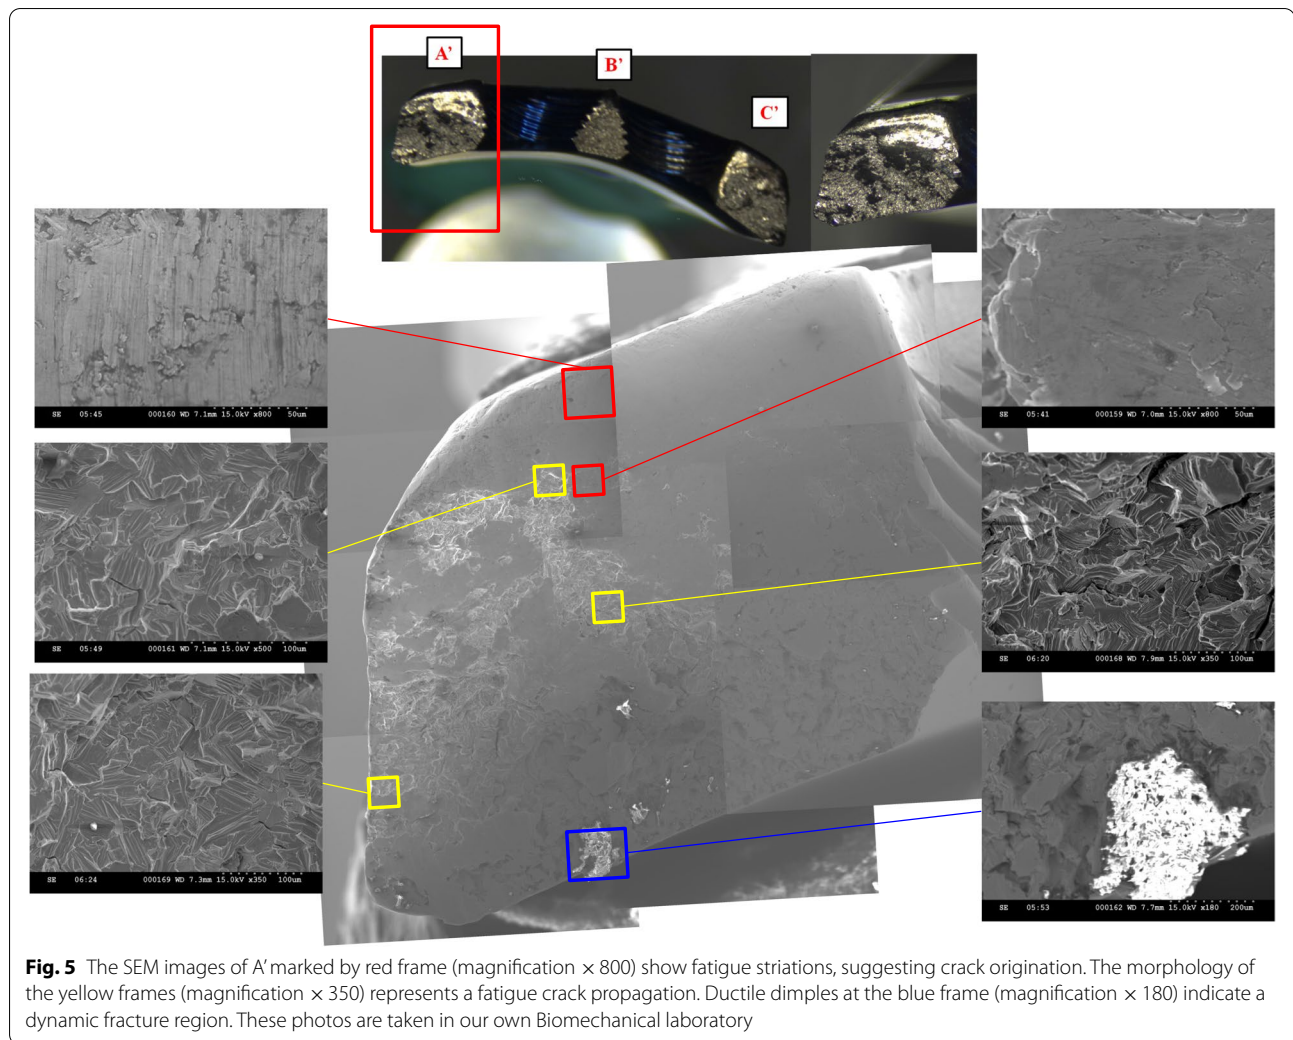 A'
B'
C'
SE 05:45 000160 WD 7.1mm 15.0kV x800 50um
SE 05:41 000159 WD 7.0mm 15.0kV x800 50um
SE 05:49 000161 WD 7.1mm 15.0kV x500 100um
SE 06:20 000168 WD 7.9mm 15.0kV x350 100um
SE 06:24 000169 WD 7.3mm 15.0kV x350 100um
SE 05:53 000162 WD 7.7mm 15.0kV x180 200um
Fig. 5 The SEM images of A' marked by red frame (magnification × 800) show fatigue striations, suggesting crack origination. The morphology of
the yellow frames (magnification × 350) represents a fatigue crack propagation. Ductile dimples at the blue frame (magnification × 180) indicate a
dynamic fracture region. These photos are taken in our own Biomechanical laboratory